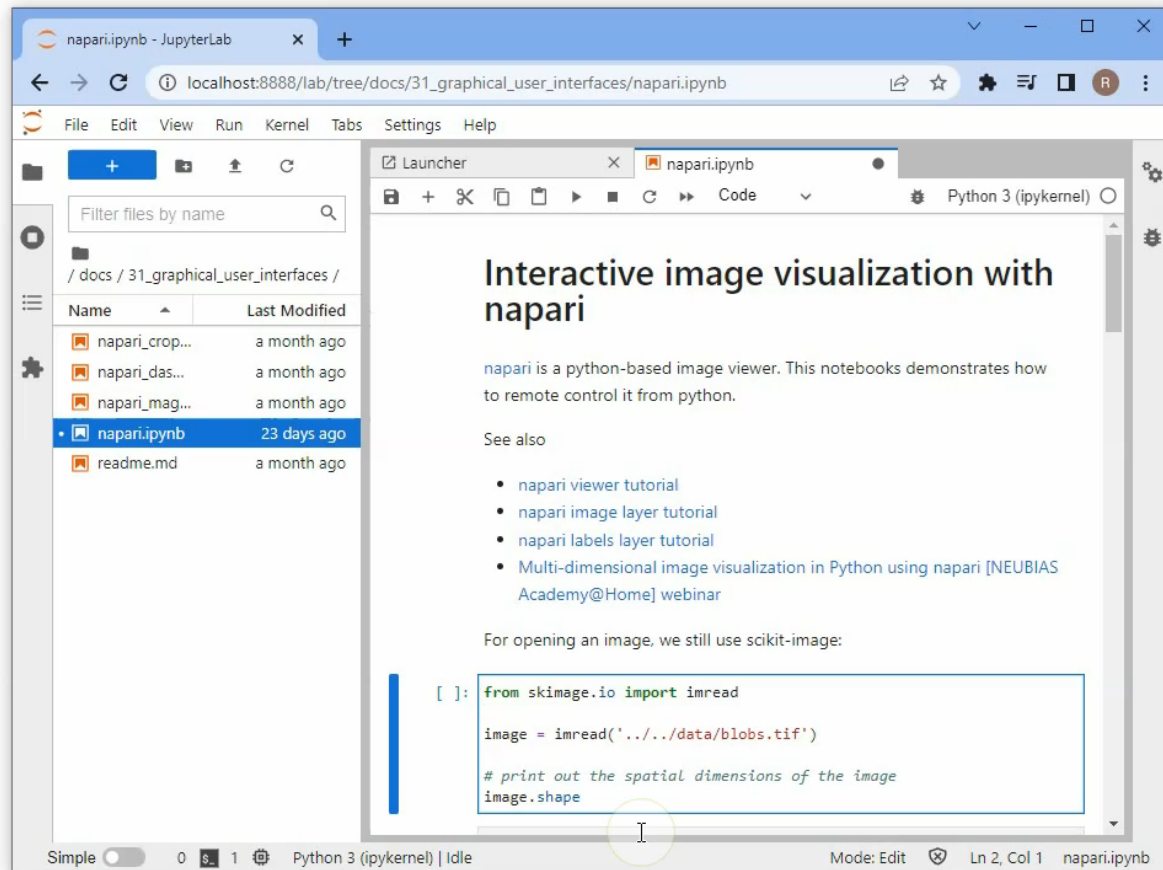 napari.ipynb - JupyterLab
localhost:8888/lab/tree/docs/31_graphical_user_interfaces/napari.ipynb
R
File Edit View Run Kernel Tabs Settings Help
Launcher
napari.ipynb
Code
Python 3 (ipykernel)
Filter files by name
/ docs / 31_graphical_user_interfaces /
Name Last Modified
napari_crop... a month ago
napari_das... a month ago
napari_mag... a month ago
napari.ipynb 23 days ago
readme.md a month ago
Interactive image visualization with
napari
napari is a python-based image viewer. This notebooks demonstrates how
to remote control it from python.
See also
• napari viewer tutorial
• napari image layer tutorial
• napari labels layer tutorial
• Multi-dimensional image visualization in Python using napari [NEUBIAS
Academy@Home] webinar
For opening an image, we still use scikit-image:
[ ]: from skimage.io import imread
image = imread('../../data/blobs.tif')
# print out the spatial dimensions of the image
image.shape
Simple 0 $_ 1 Python 3 (ipykernel) | Idle Mode: Edit Ln 2, Col 1 napari.ipynb